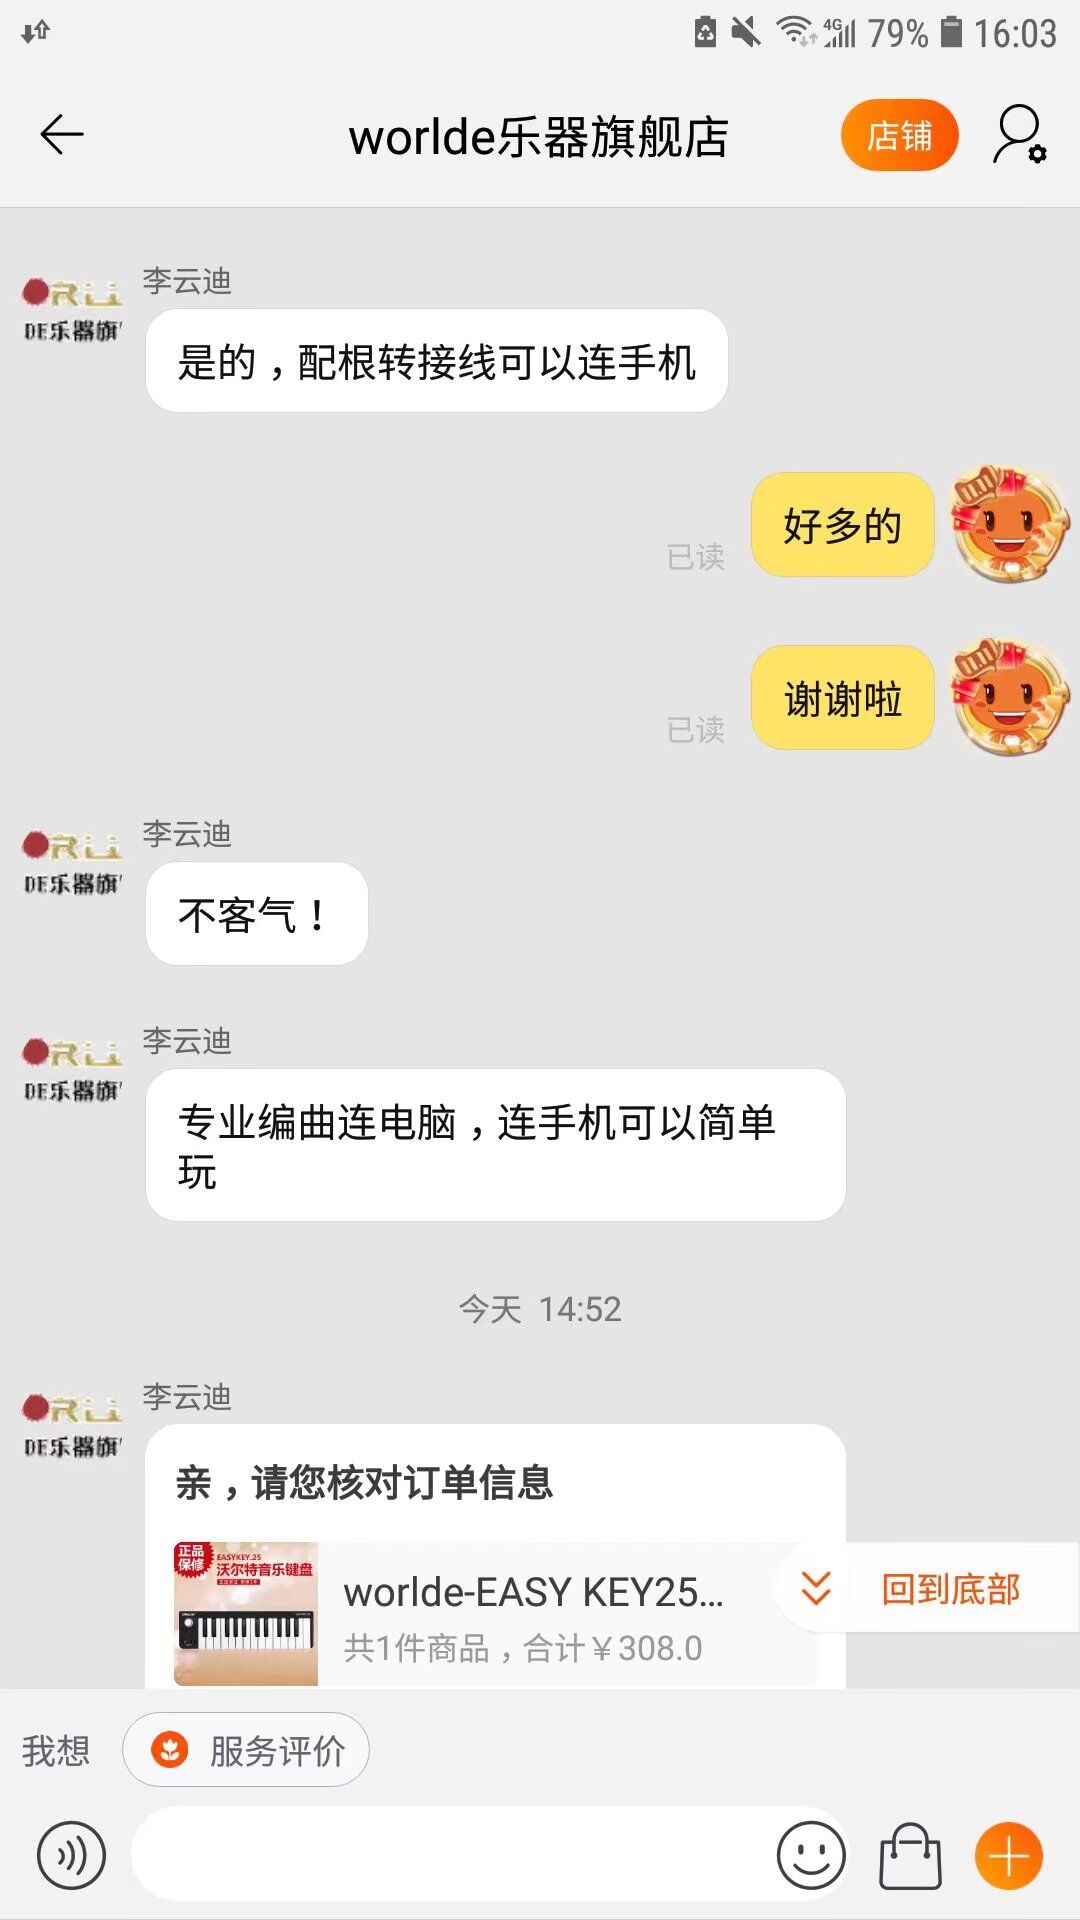 4G 79% 16:03
worlde乐器旗舰店
店铺
李云迪
DE乐器旗
是的，配根转接线可以连手机
好多的
已读
谢谢啦
已读
李云迪
DE乐器旗
不客气！
李云迪
DE乐器旗
专业编曲连电脑，连手机可以简单
玩
今天 14:52
李云迪
DE乐器旗
亲，请您核对订单信息
正品
保修
EASYKEY.25
沃尔特音乐键盘
worlde-EASY KEY25...
共1件商品，合计￥308.0
回到底部
我想
服务评价